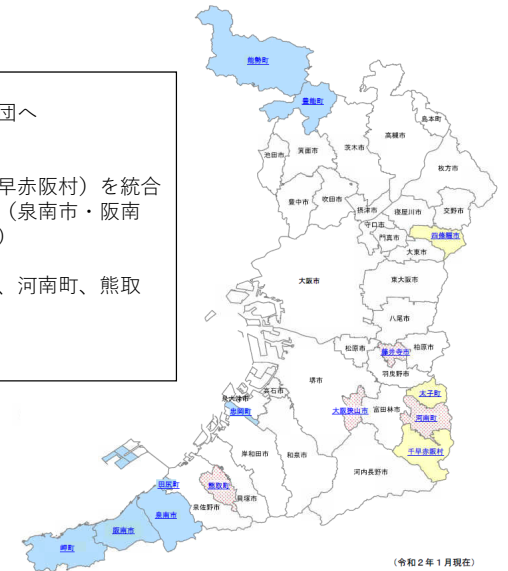 団へ
早赤阪村）を統合
（泉南市・阪南
）
、河南町、熊取
能勢町
豊能町
島本町
高槻市
茨木市
箕面市
池田市
枚方市
豊中市
吹田市
摂津市
寝屋川市
交野市
守口市
門真市
四條畷市
大東市
大阪市
東大阪市
八尾市
松原市
藤井寺市
柏原市
羽曳野市
堺市
高石市
泉大津市
忠岡町
太子町
大阪狭山市
富田林市
河南町
千早赤阪村
岸和田市
和泉市
河内長野市
田尻町
熊取町
貝塚市
泉佐野市
泉南市
阪南市
岬町
（令和２年１月現在）